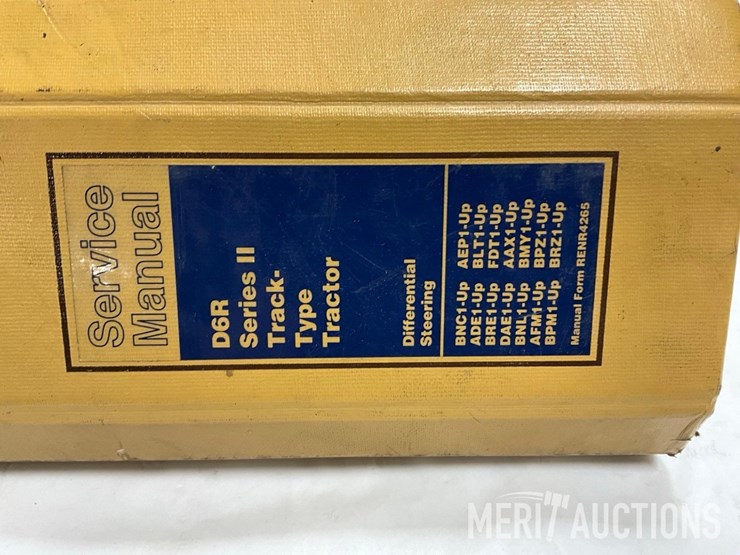 Service
Manual
D6R
Series II
Track-
Type
Tractor
Differential
Steering
BNC1-Up AEP1-Up
ADE1-Up BLT1-Up
BRE1-Up FDT1-Up
DAE1-Up AAX1-Up
BNL1-Up BMY1-Up
AFM1-Up BPZ1-Up
BPM1-Up BRZ1-Up
Manual Form RENR4265
MERIT AUCTIONS